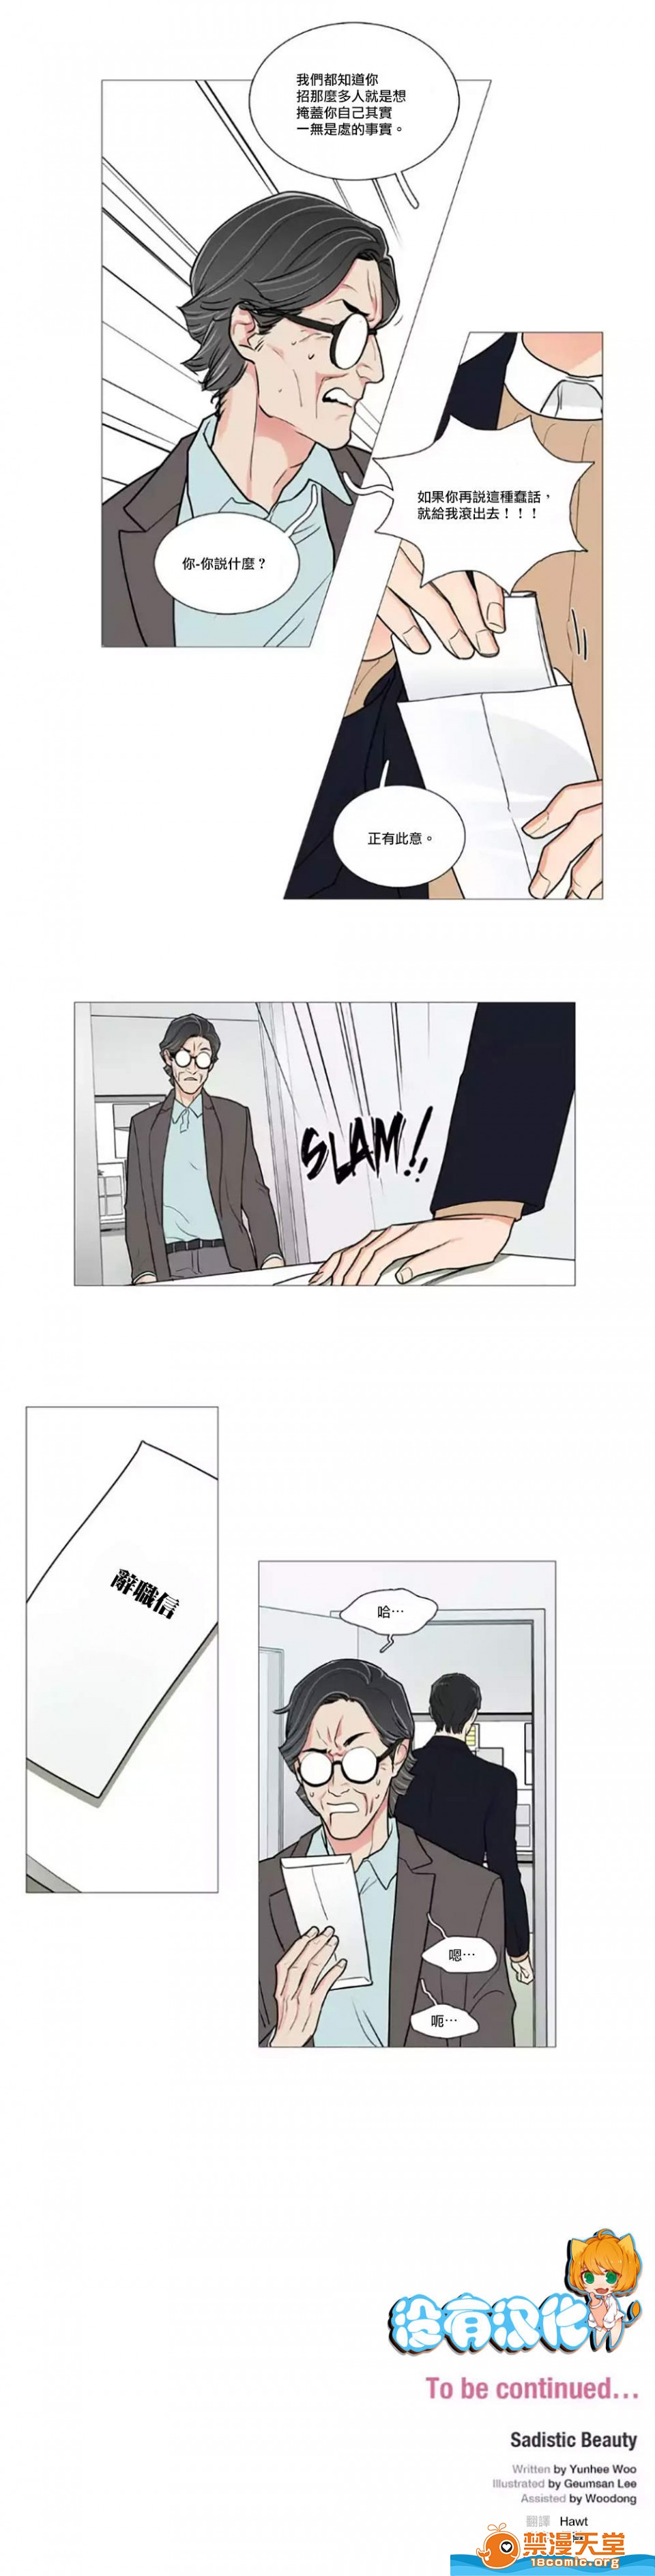 我們都知道你
招那麼多人就是想
掩蓋你自己其實
一無是處的事實。
如果你再説這種蠢話，
就給我滾出去！！！
你-你説什麼？
正有此意。
SLAM!!
辭職信
哈⋯
嗯⋯
呃⋯
没有汉化
To be continued...
Sadistic Beauty
Written by Yunhee Woo
Illustrated by Geumsan Lee
Assisted by Woodong
翻譯 Hawt
禁漫天堂
18comic.org